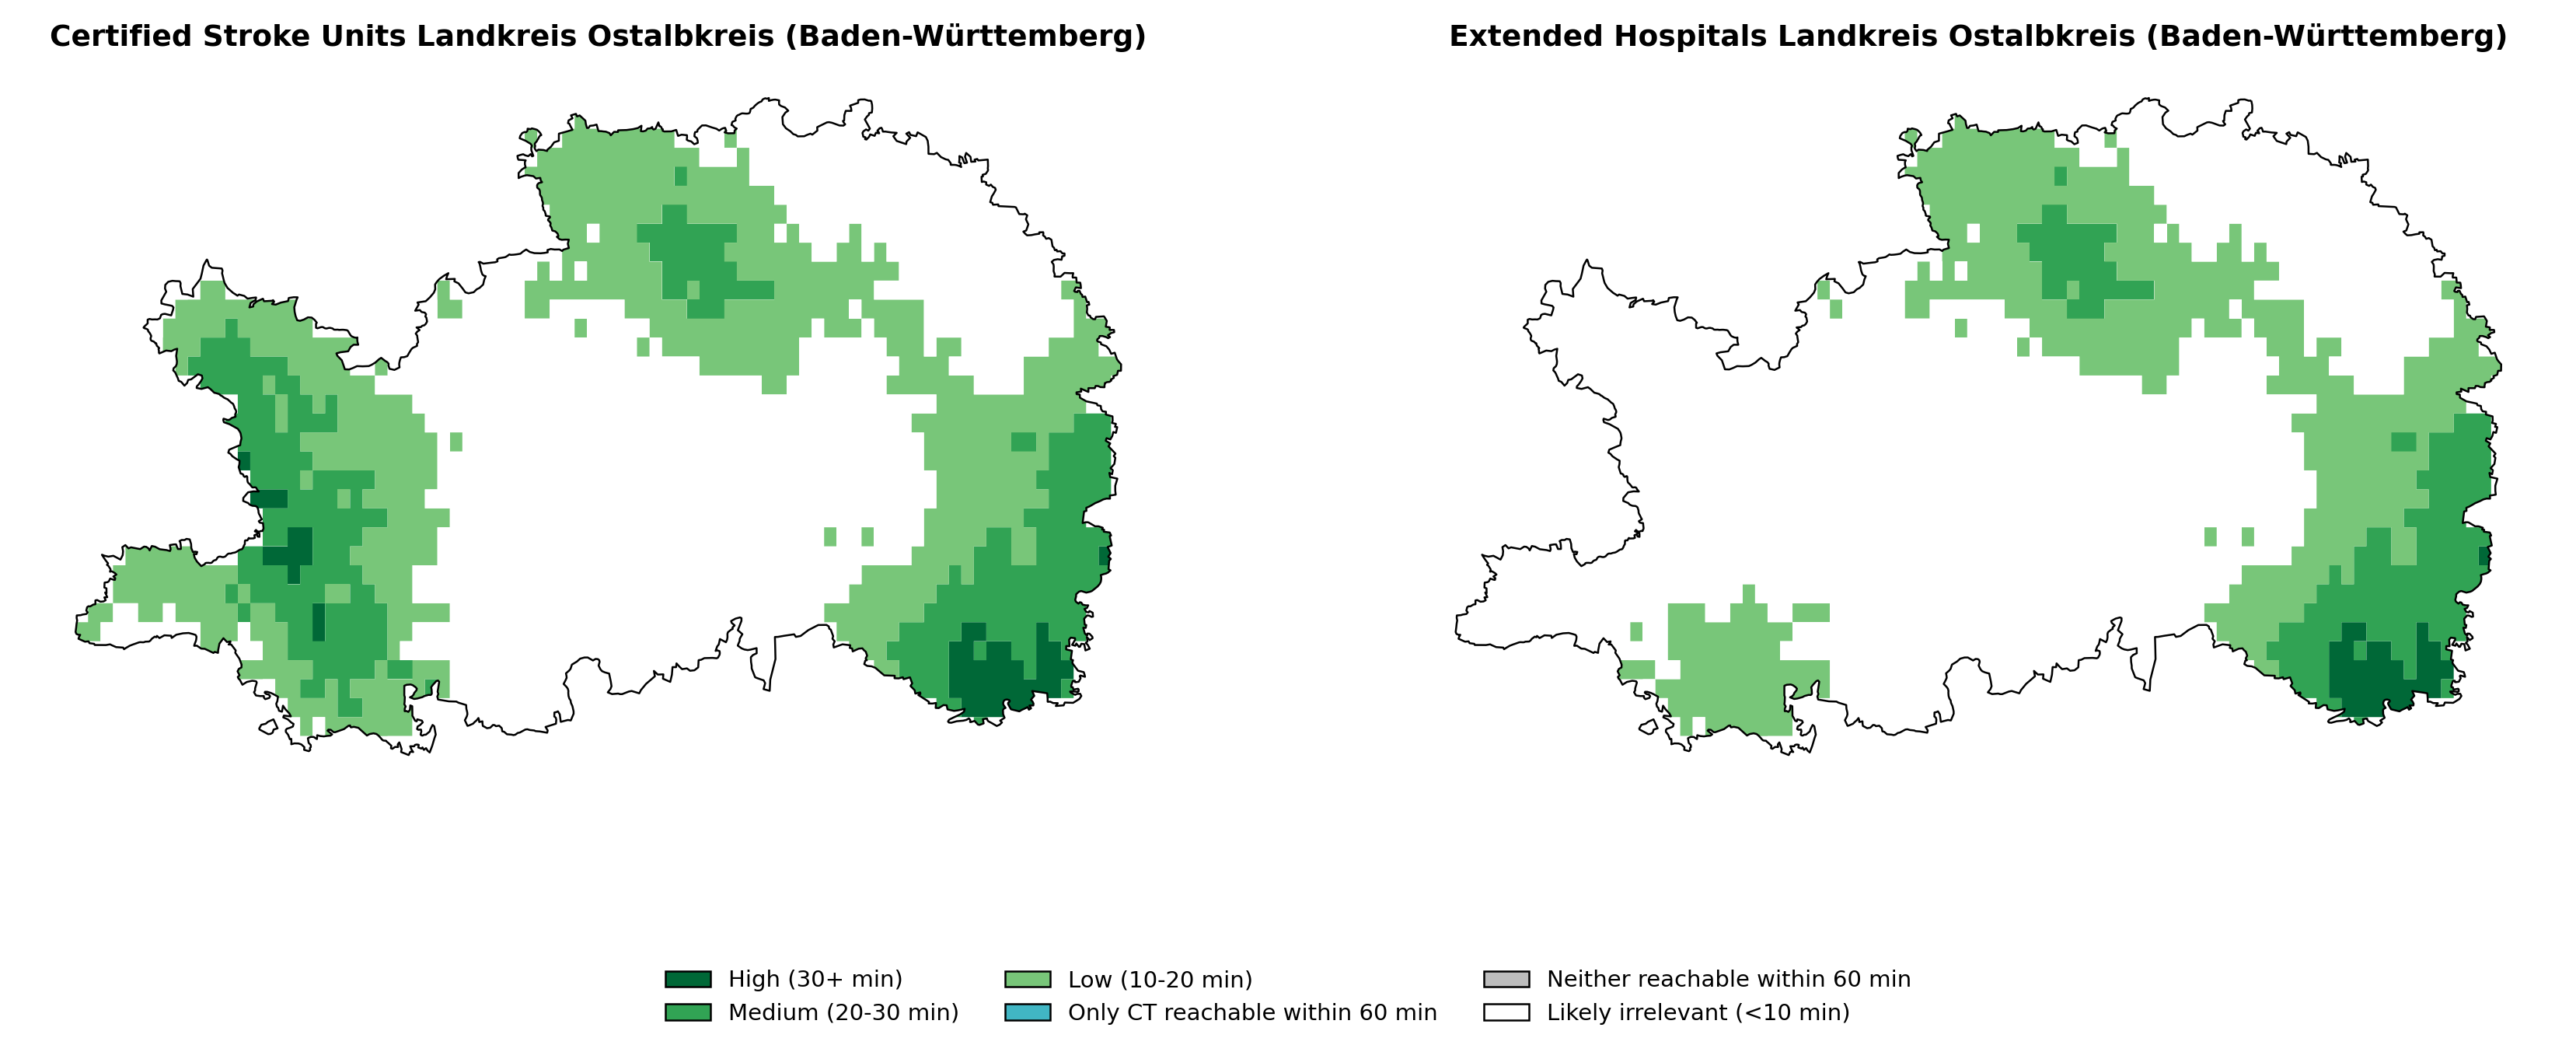 Certified Stroke Units Landkreis Ostalbkreis (Baden-Württemberg)
Extended Hospitals Landkreis Ostalbkreis (Baden-Württemberg)
High (30+ min)
Medium (20-30 min)
Low (10-20 min)
Only CT reachable within 60 min
Neither reachable within 60 min
Likely irrelevant (<10 min)